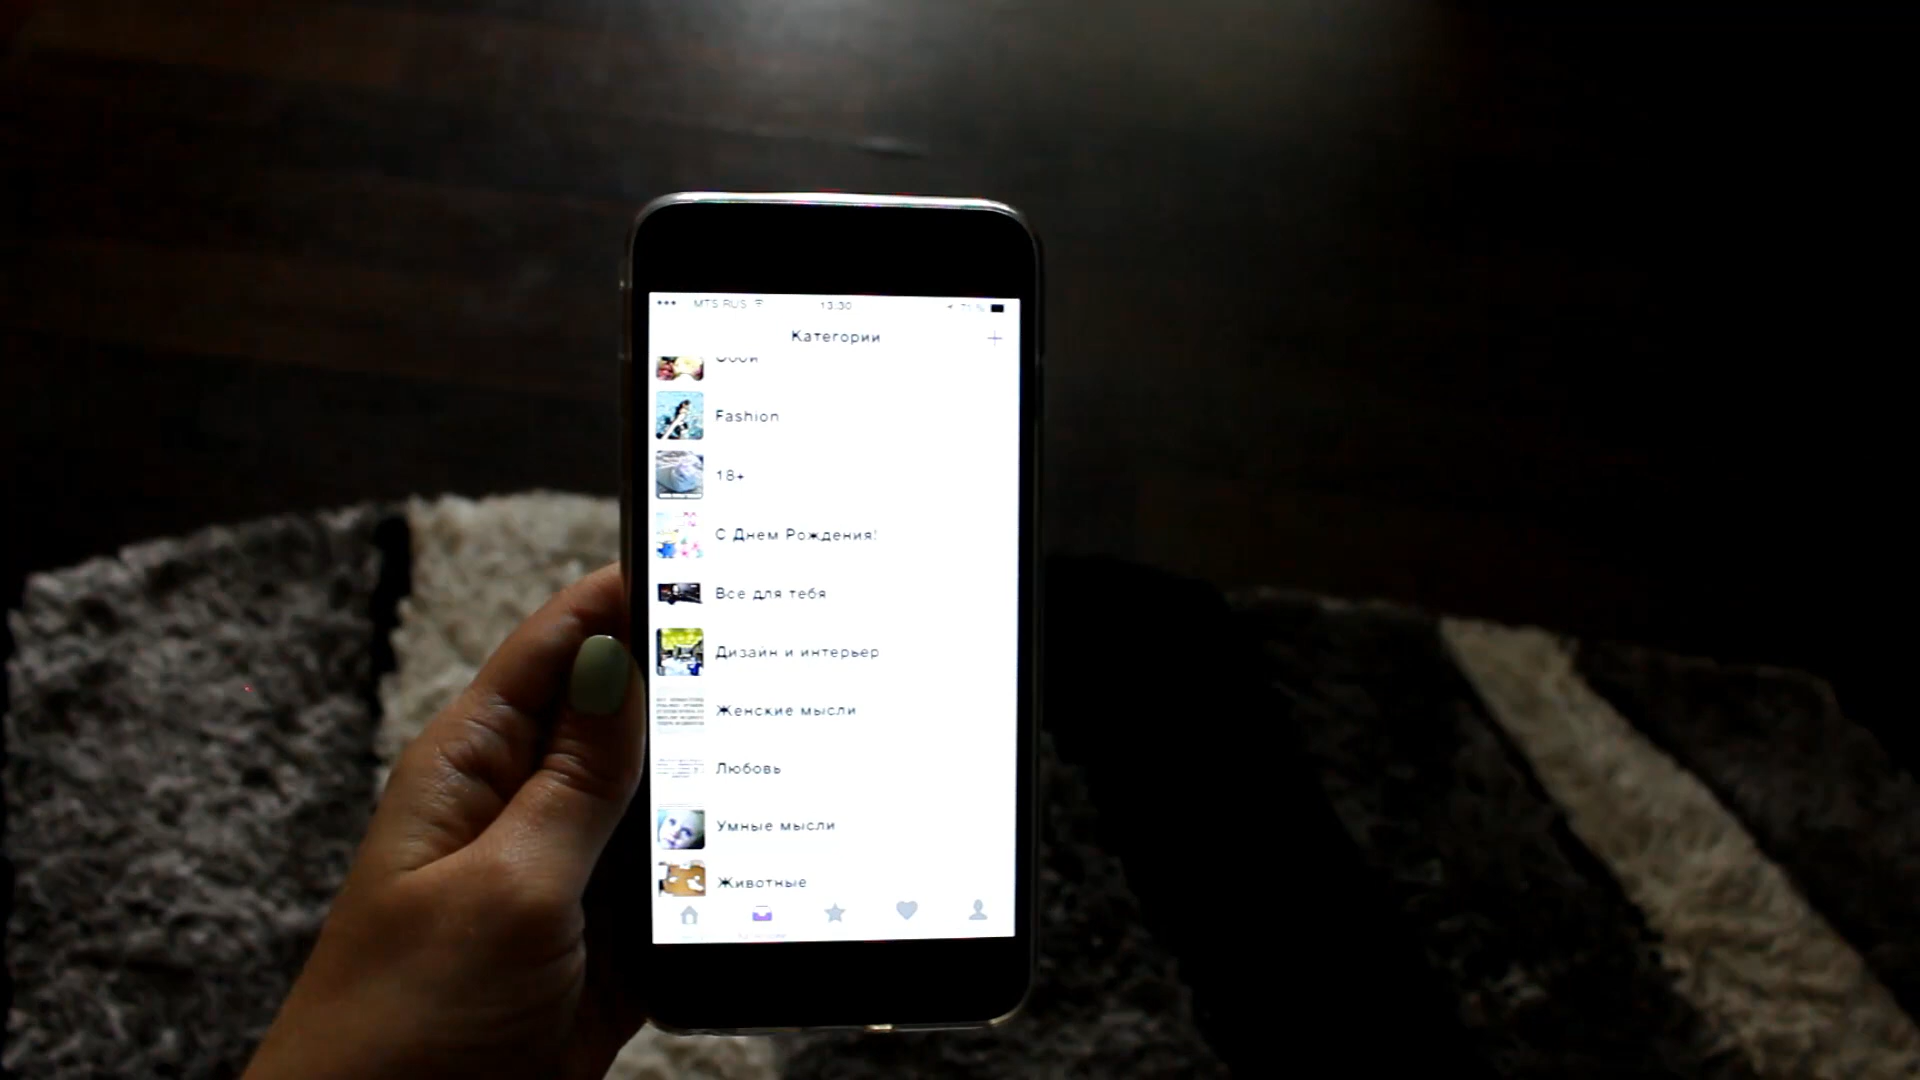 MTS RUS
13:30
Категории
Обои
Fashion
18+
С Днем Рождения!
Все для тебя
Дизайн и интерьер
Женские мысли
Любовь
Умные мысли
Животные